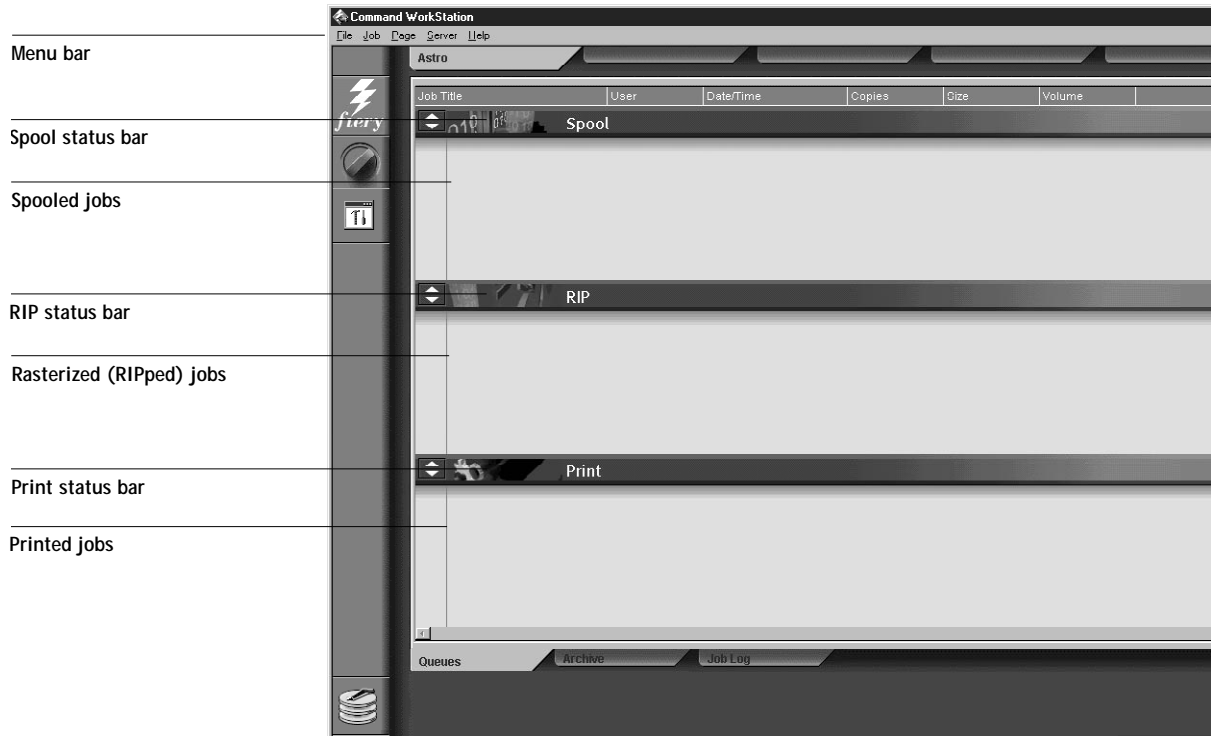 Command WorkStation
File Job Page Server Help
Menu bar
Astro
Job Title User Date/Time Copies Size Volume
fiery
Spool status bar
Spool
Spooled jobs
RIP status bar
RIP
Rasterized (RIPped) jobs
Print status bar
Print
Printed jobs
Queues Archive Job Log